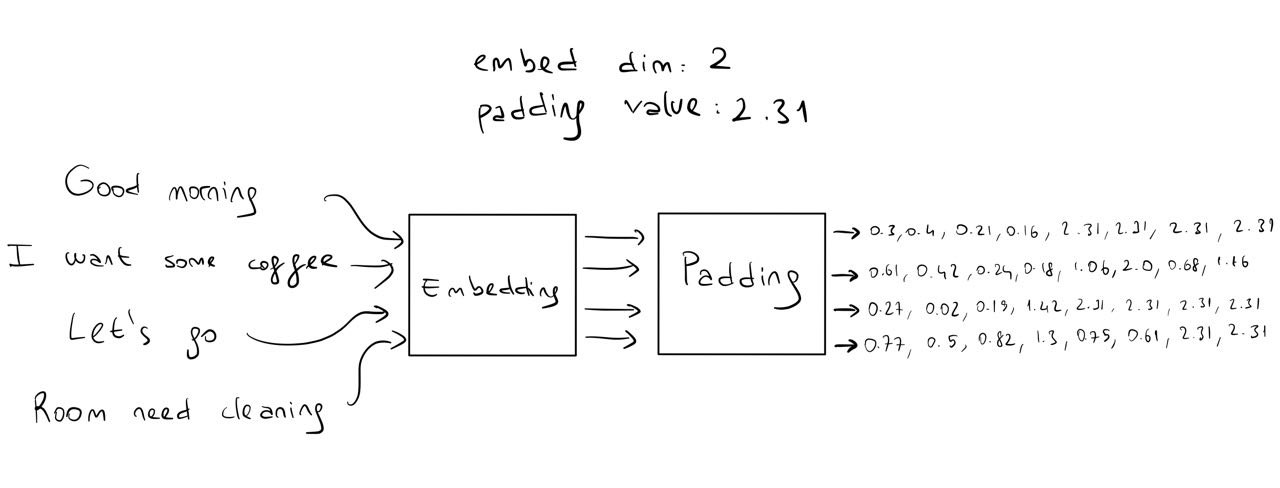 embed dim: 2
padding value: 2.31
Good morning
I want some coffee
Let's go
Room need cleaning
Embedding
Padding
0.3, 0.4, 0.21, 0.16, 2.31, 2.31, 2.31, 2.31
0.61, 0.42, 0.24, 0.18, 1.06, 2.0, 0.68, 1.16
0.27, 0.02, 0.19, 1.42, 2.31, 2.31, 2.31, 2.31
0.77, 0.5, 0.82, 1.3, 0.75, 0.61, 2.31, 2.31